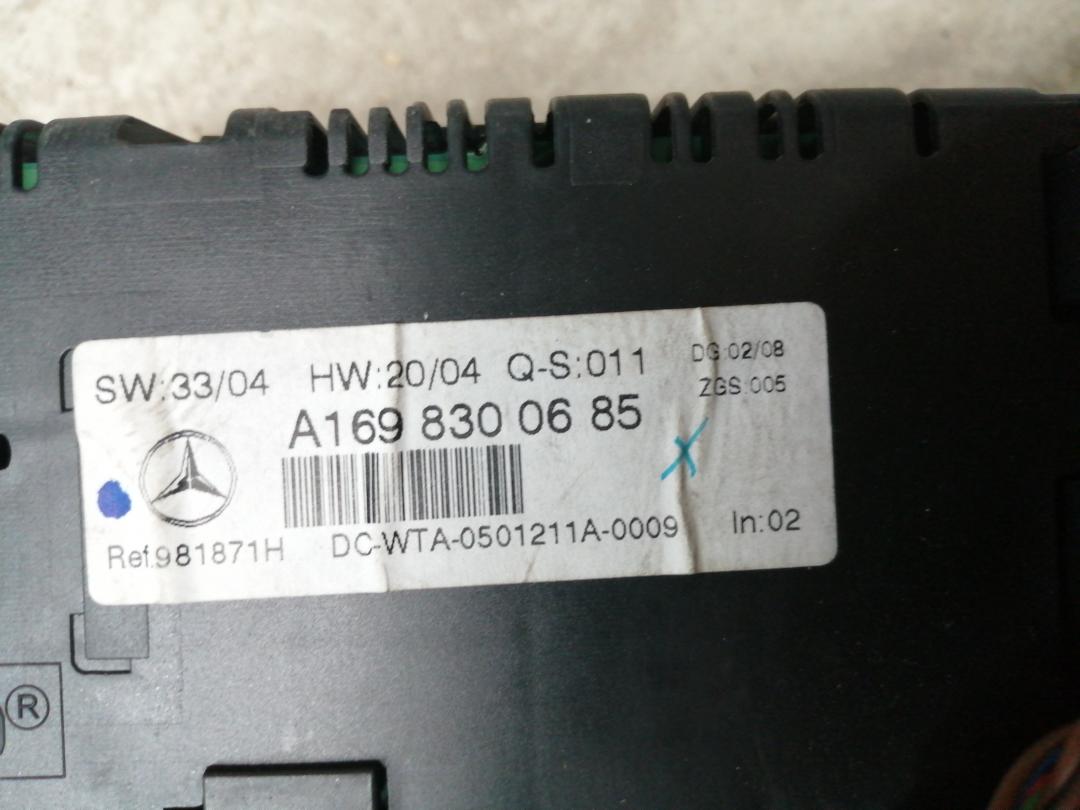 SW:33/04 HW:20/04 Q-S:011 DG:02/08
ZGS:005
A169 830 06 85
Ref.981871H DC-WTA-0501211A-0009 In:02
®